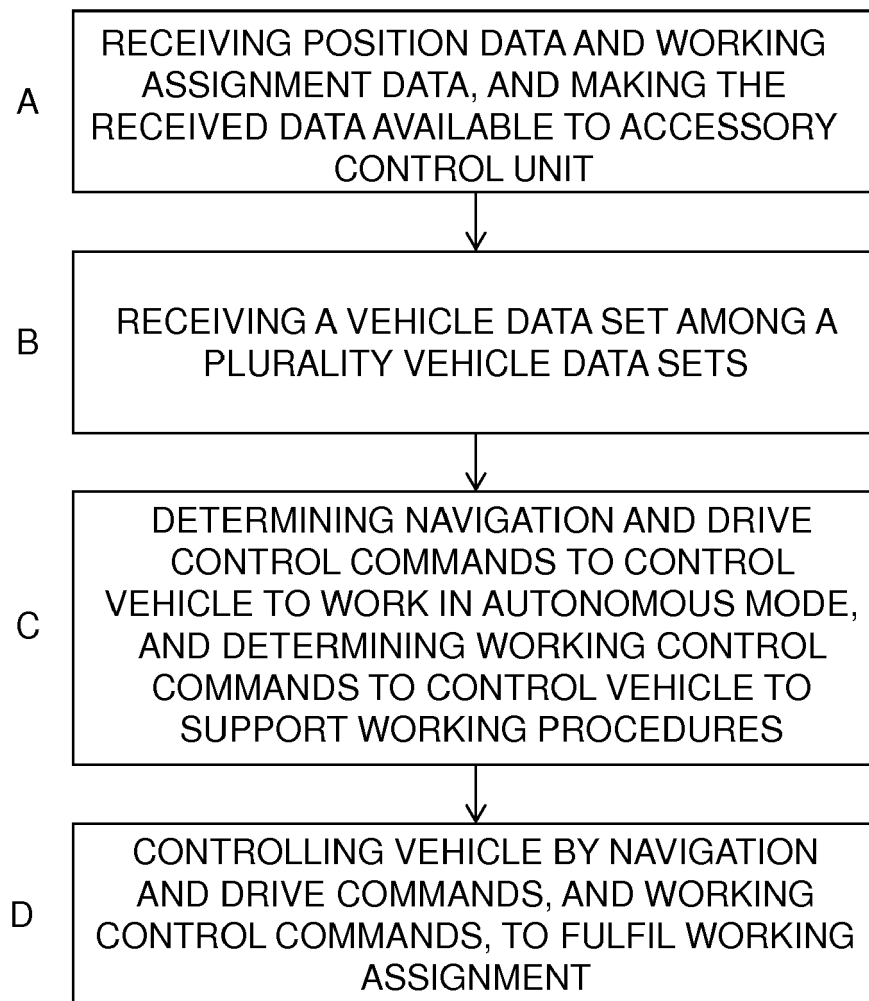 A
RECEIVING POSITION DATA AND WORKING
ASSIGNMENT DATA, AND MAKING THE
RECEIVED DATA AVAILABLE TO ACCESSORY
CONTROL UNIT
B
RECEIVING A VEHICLE DATA SET AMONG A
PLURALITY VEHICLE DATA SETS
C
DETERMINING NAVIGATION AND DRIVE
CONTROL COMMANDS TO CONTROL
VEHICLE TO WORK IN AUTONOMOUS MODE,
AND DETERMINING WORKING CONTROL
COMMANDS TO CONTROL VEHICLE TO
SUPPORT WORKING PROCEDURES
D
CONTROLLING VEHICLE BY NAVIGATION
AND DRIVE COMMANDS, AND WORKING
CONTROL COMMANDS, TO FULFIL WORKING
ASSIGNMENT